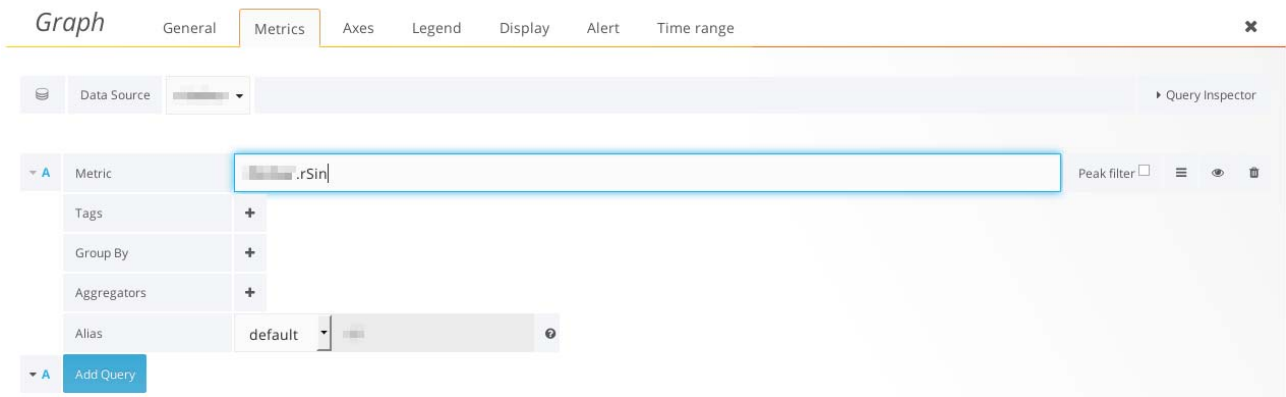 Graph General Metrics Axes Legend Display Alert Time range
Data Source Query Inspector
A Metric .rSin Peak filter
Tags
Group By
Aggregators
Alias default
A Add Query